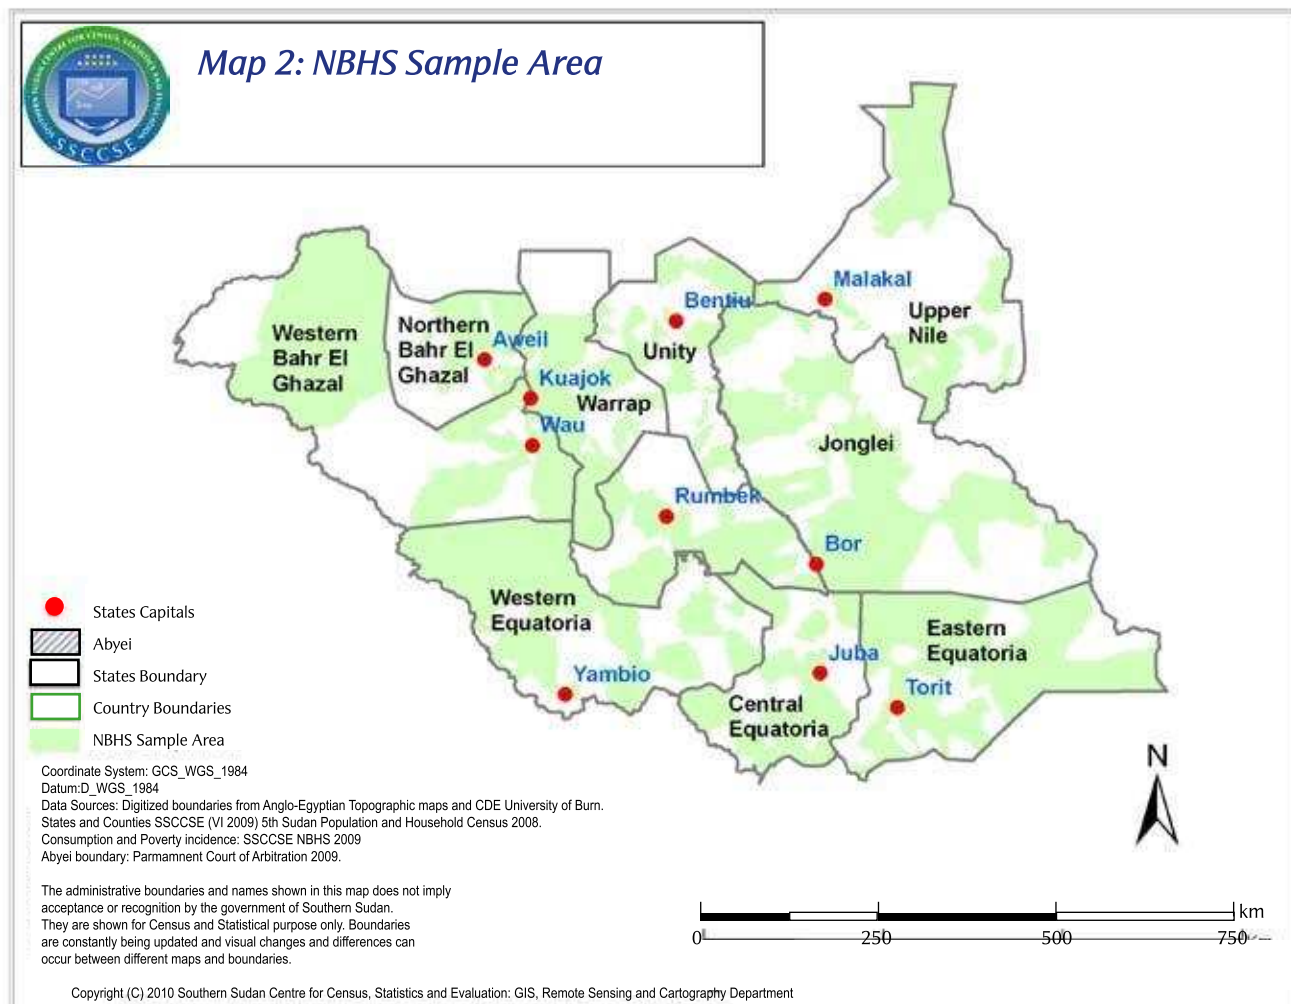 Map 2: NBHS Sample Area
SOUTHERN SUDAN CENTRE FOR CENSUS, STATISTICS AND EVALUATION
SSCCSE
Malakal
Bentiu
Upper
Nile
Western
Bahr El
Ghazal
Northern
Bahr El
Ghazal
Aweil
Unity
Kuajok
Warrap
Wau
Jonglei
Rumbek
Bor
Western
Equatoria
Eastern
Equatoria
Juba
Yambio
Torit
Central
Equatoria
States Capitals
Abyei
States Boundary
Country Boundaries
NBHS Sample Area
Coordinate System: GCS_WGS_1984
Datum:D_WGS_1984
Data Sources: Digitized boundaries from Anglo-Egyptian Topographic maps and CDE University of Burn.
States and Counties SSCCSE (VI 2009) 5th Sudan Population and Household Census 2008.
Consumption and Poverty incidence: SSCCSE NBHS 2009
Abyei boundary: Parmamnent Court of Arbitration 2009.
The administrative boundaries and names shown in this map does not imply
acceptance or recognition by the government of Southern Sudan.
They are shown for Census and Statistical purpose only. Boundaries
are constantly being updated and visual changes and differences can
occur between different maps and boundaries.
N
km
0 250 500 750
Copyright (C) 2010 Southern Sudan Centre for Census, Statistics and Evaluation: GIS, Remote Sensing and Cartography Department